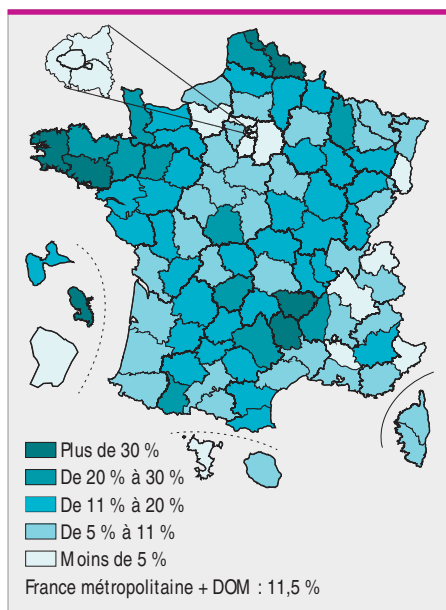 Plus de 30 %
De 20 % à 30 %
De 11 % à 20 %
De 5 % à 11 %
Moins de 5 %
France métropolitaine + DOM : 11,5 %